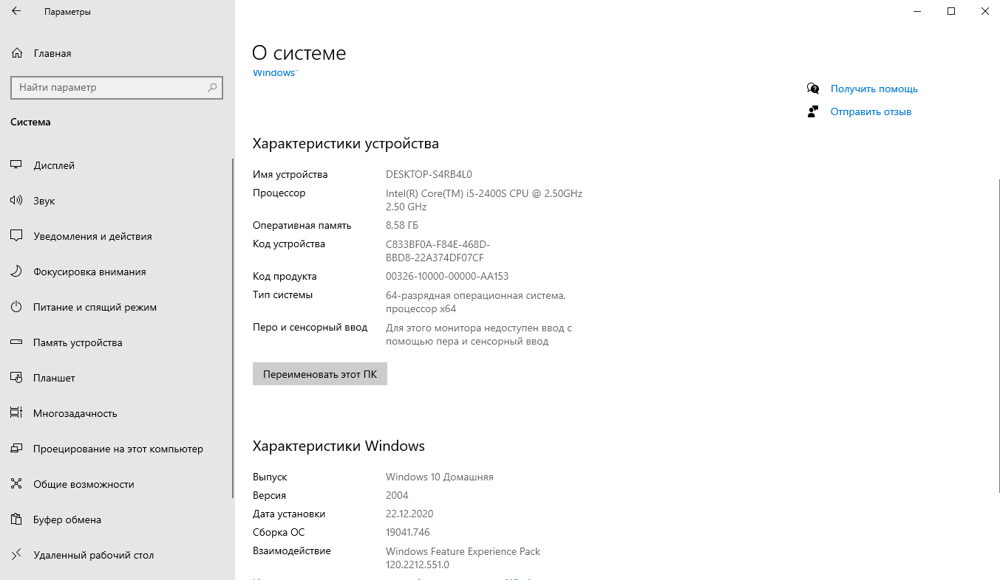 Параметры
Главная
Найти параметр
Система
Дисплей
Звук
Уведомления и действия
Фокусировка внимания
Питание и спящий режим
Память устройства
Планшет
Многозадачность
Проецирование на этот компьютер
Общие возможности
Буфер обмена
Удаленный рабочий стол
О системе
Windows"
Характеристики устройства
Имя устройства DESKTOP-S4RB4L0
Процессор Intel(R) Core(TM) i5-2400S CPU @ 2.50GHz
2.50 GHz
Оперативная память 8,58 ГБ
Код устройства C833BF0A-F84E-468D-
BBD8-22A374DF07CF
Код продукта 00326-10000-00000-AA153
Тип системы 64-разрядная операционная система,
процессор x64
Перо и сенсорный ввод Для этого монитора недоступен ввод с
помощью пера и сенсорный ввод
Переименовать этот ПК
Характеристики Windows
Выпуск Windows 10 Домашняя
Версия 2004
Дата установки 22.12.2020
Сборка ОС 19041.746
Взаимодействие Windows Feature Experience Pack
120.2212.551.0
Получить помощь
Отправить отзыв